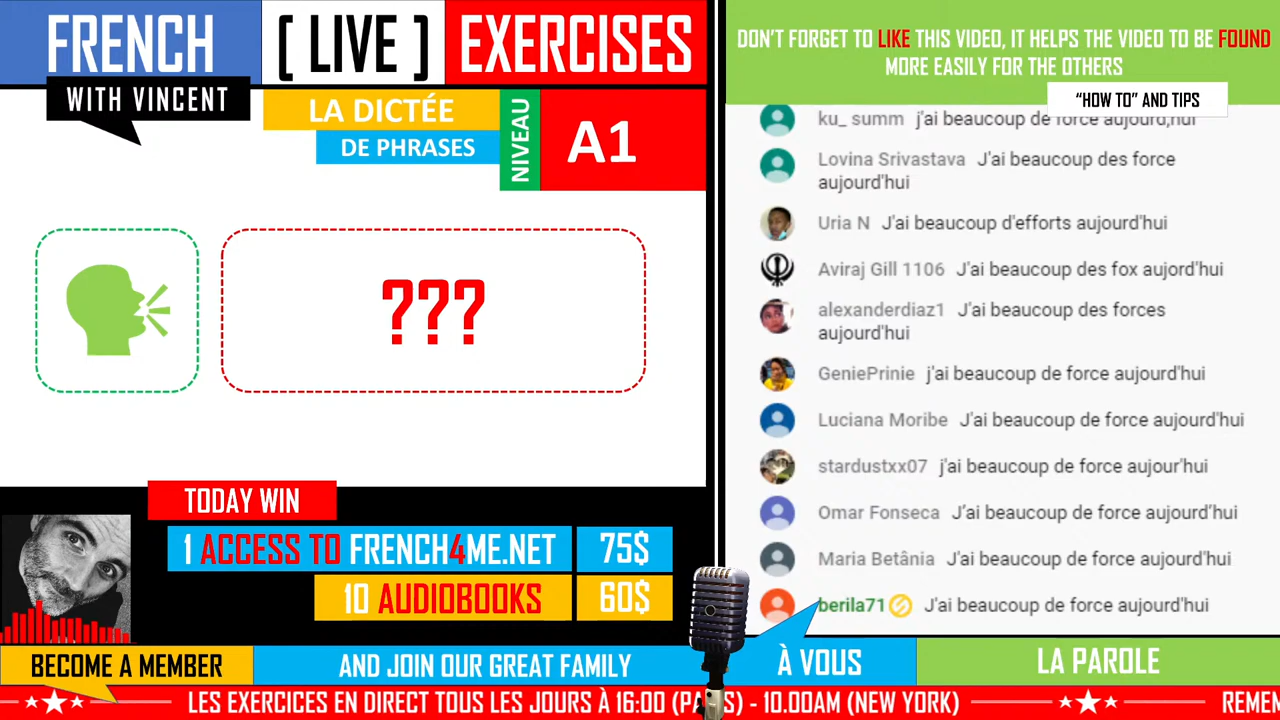 FRENCH
[ LIVE ]
EXERCISES
WITH VINCENT
LA DICTÉE
DE PHRASES
NIVEAU
A1
???
TODAY WIN
1 ACCESS TO FRENCH4ME.NET
75$
10 AUDIOBOOKS
60$
BECOME A MEMBER
AND JOIN OUR GREAT FAMILY
DON'T FORGET TO LIKE THIS VIDEO, IT HELPS THE VIDEO TO BE FOUND
MORE EASILY FOR THE OTHERS
“HOW TO” AND TIPS
ku_ summ j'ai beaucoup de force aujourd,hui
Lovina Srivastava J'ai beaucoup des force
aujourd'hui
Uria N J'ai beaucoup d'efforts aujourd'hui
Aviraj Gill 1106 J'ai beaucoup des fox aujord'hui
alexanderdiaz1 J'ai beaucoup des forces
aujourd'hui
GeniePrinie j'ai beaucoup de force aujourd'hui
Luciana Moribe J'ai beaucoup de force aujourd'hui
stardustxx07 j'ai beaucoup de force aujour'hui
Omar Fonseca J'ai beaucoup de force aujourd'hui
Maria Betânia J'ai beaucoup de force aujourd'hui
berila71 J'ai beaucoup de force aujourd'hui
À VOUS
LA PAROLE
LES EXERCICES EN DIRECT TOUS LES JOURS À 16:00 (PA S) - 10.00AM (NEW YORK)
REMEN